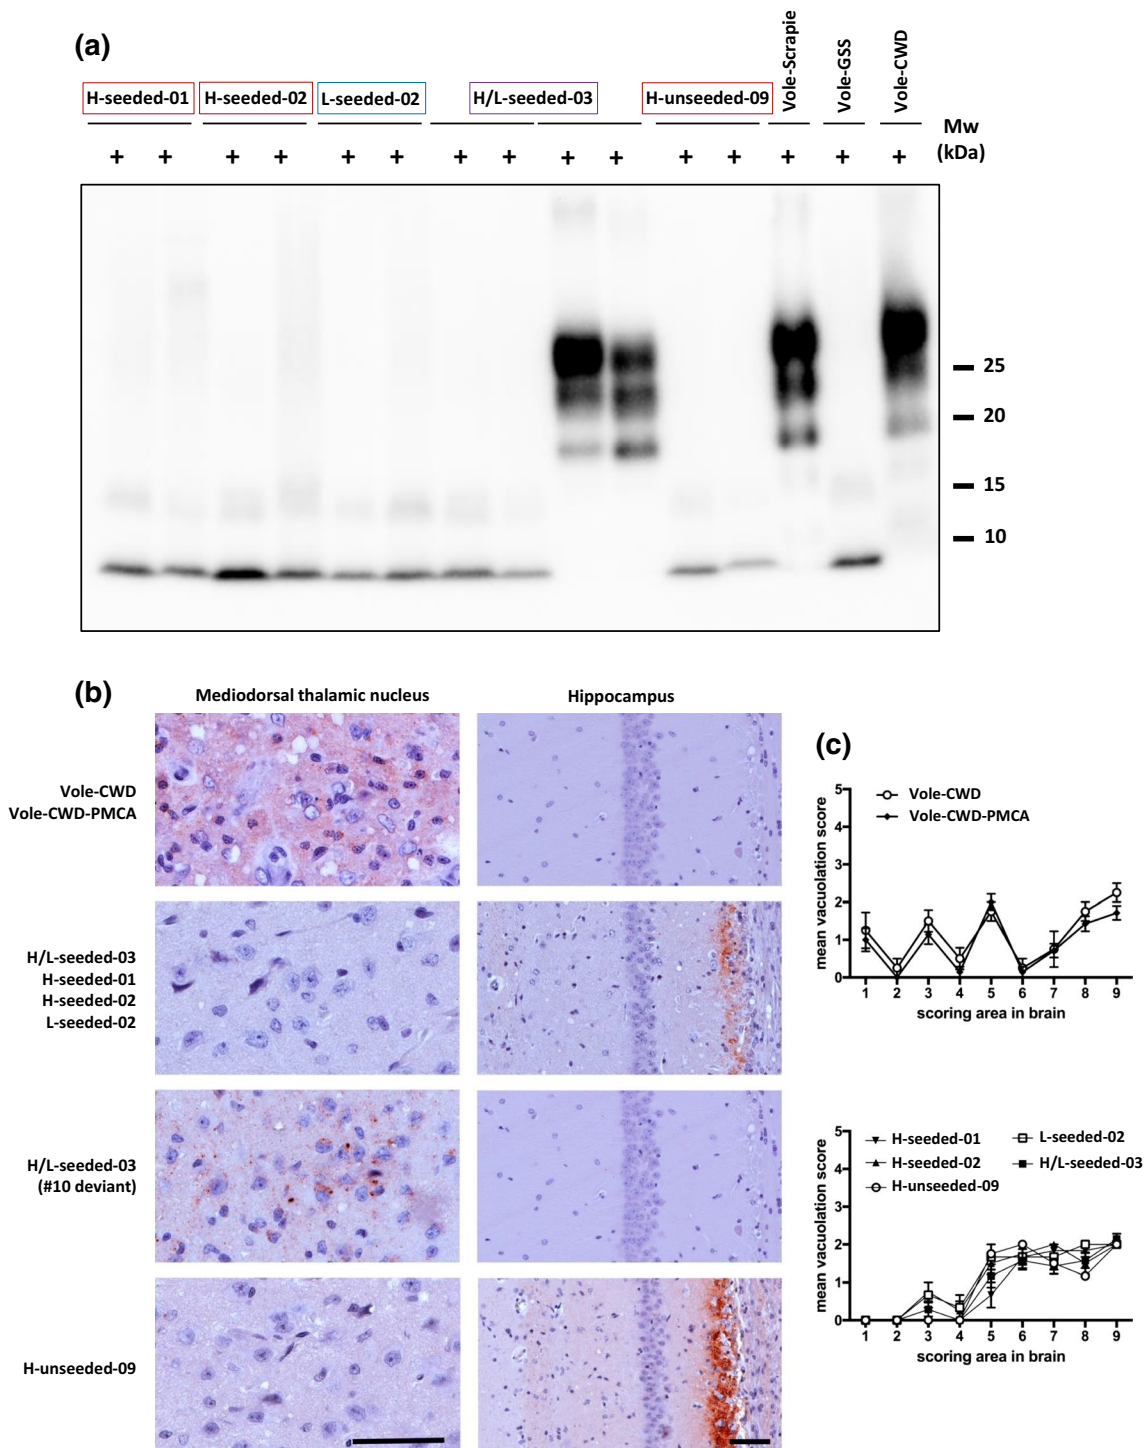 (a)
H-seeded-01
H-seeded-02
L-seeded-02
H/L-seeded-03
H-unseeded-09
Vole-Scrapie
Vole-GSS
Vole-CWD
Mw
(kDa)
+ + + + + + + + + + + + + + +
25
20
15
10
(b)
Mediodorsal thalamic nucleus
Hippocampus
Vole-CWD
Vole-CWD-PMCA
H/L-seeded-03
H-seeded-01
H-seeded-02
L-seeded-02
H/L-seeded-03
(#10 deviant)
H-unseeded-09
(c)
Vole-CWD
Vole-CWD-PMCA
mean vacuolation score
5
4
3
2
1
0
1 2 3 4 5 6 7 8 9
scoring area in brain
H-seeded-01
L-seeded-02
H-seeded-02
H/L-seeded-03
H-unseeded-09
mean vacuolation score
5
4
3
2
1
0
1 2 3 4 5 6 7 8 9
scoring area in brain